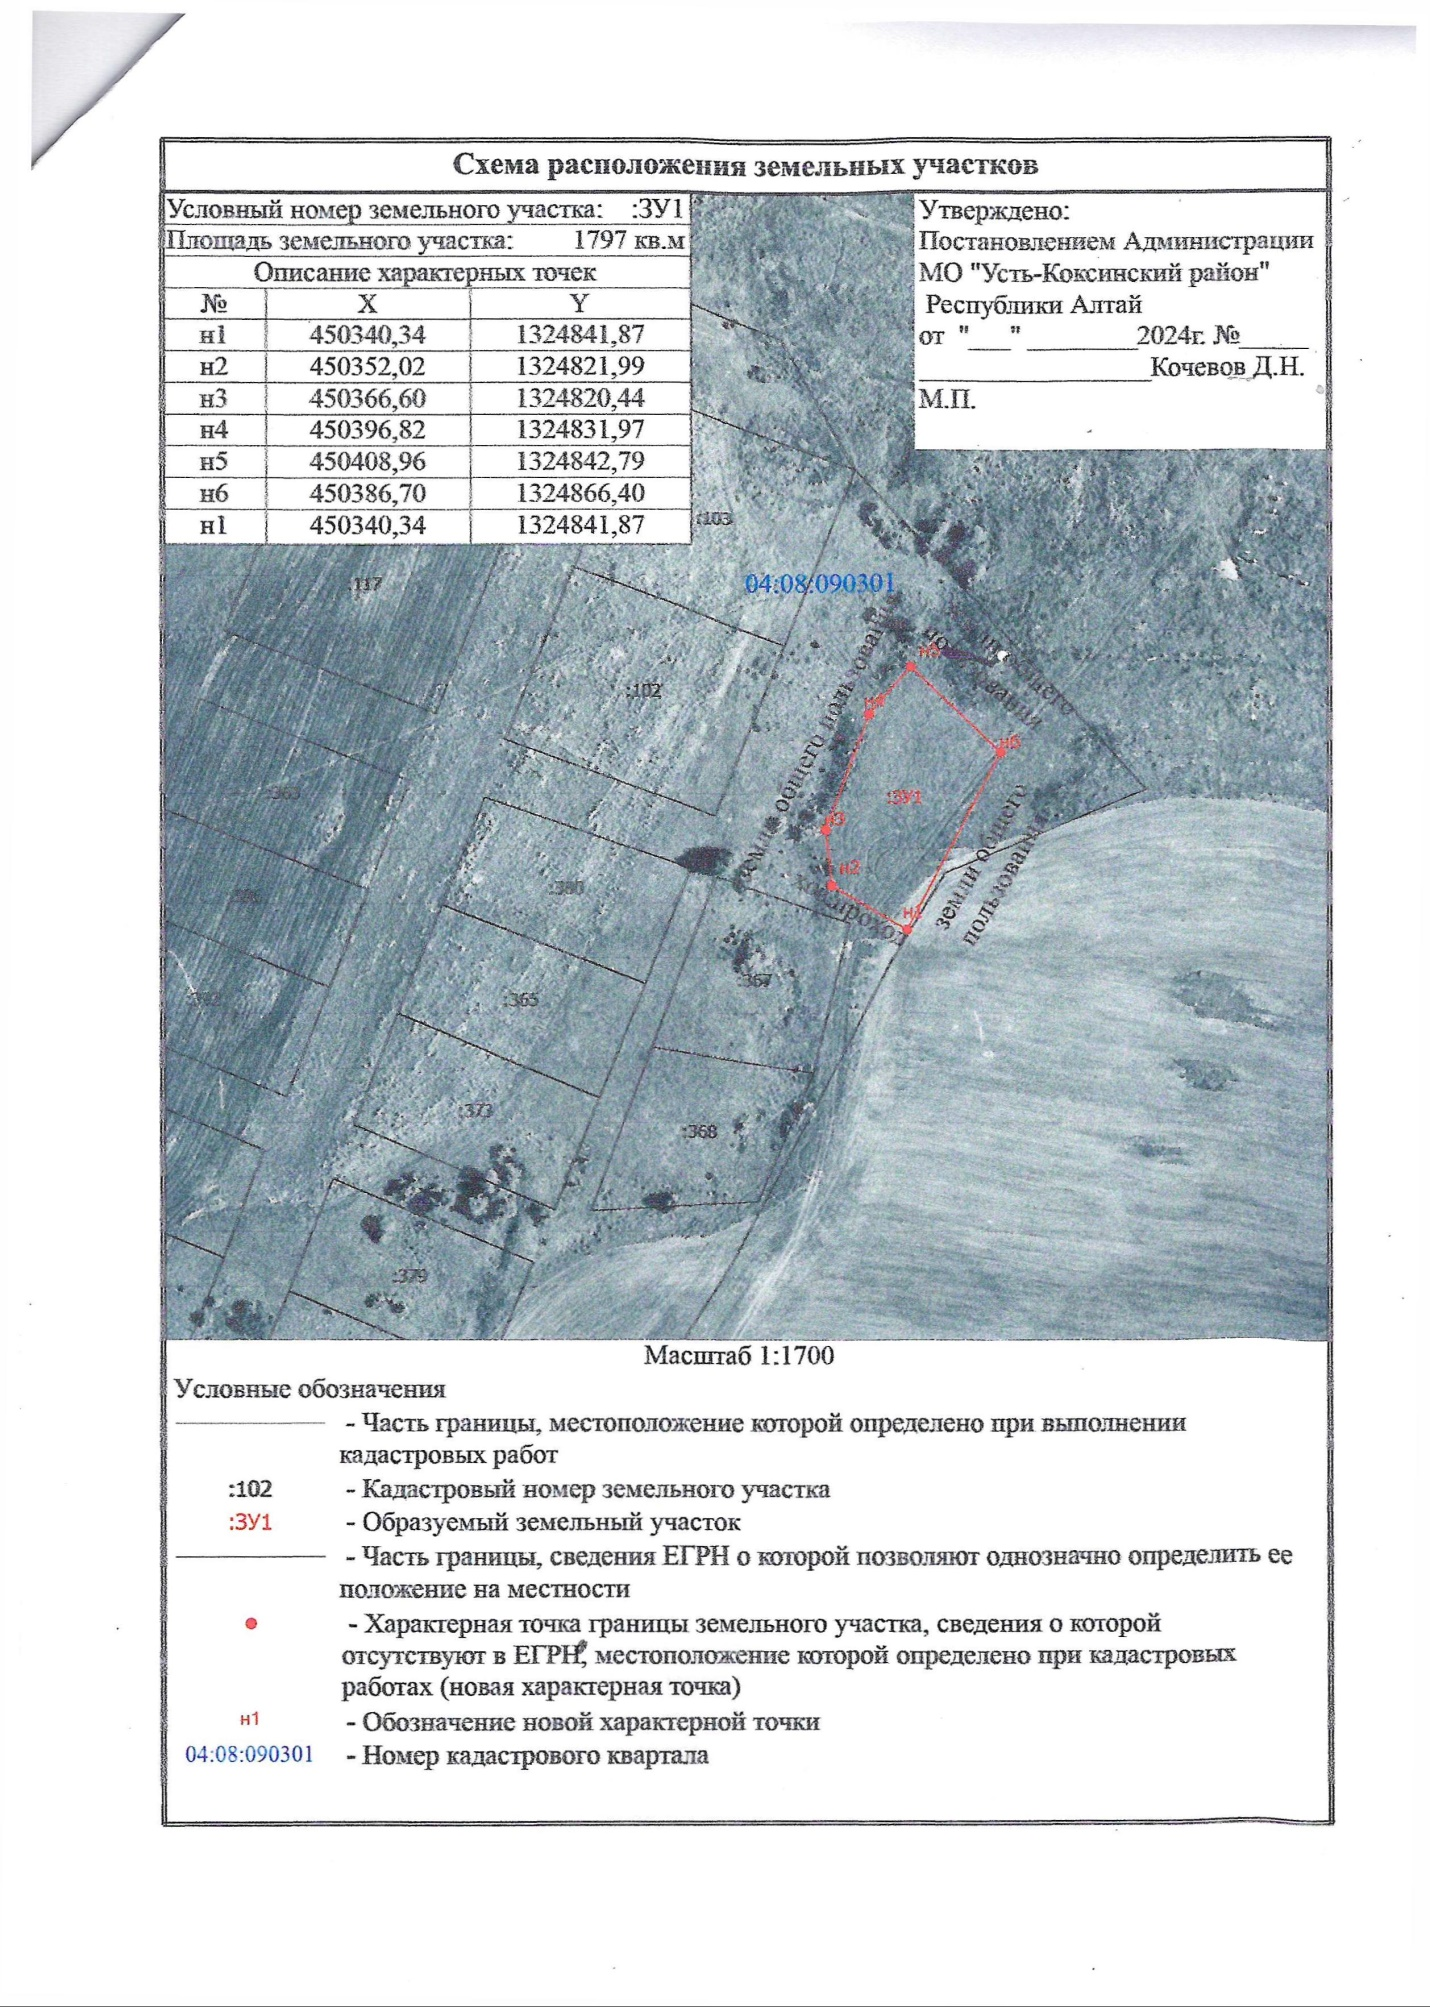 Схема расположения земельных участков
Условный номер земельного участка: :ЗУ1
Площадь земельного участка: 1797 кв.м
Описание характерных точек
№ X Y
н1 450340,34 1324841,87
н2 450352,02 1324821,99
н3 450366,60 1324820,44
н4 450396,82 1324831,97
н5 450408,96 1324842,79
н6 450386,70 1324866,40
н1 450340,34 1324841,87
Утверждено:
Постановлением Администрации
МО "Усть-Коксинский район"
Республики Алтай
от "___" ________2024г. №_____
_________________Кочевов Д.Н.
М.П.
:103
:117
04:08:090301
:102
земли общего
пользования
н5
н4
н6
:ЗУ1
н3
н2
н1
земли общего
пользования
:367
:365
:373
:368
:379
Масштаб 1:1700
Условные обозначения
- Часть границы, местоположение которой определено при выполнении
кадастровых работ
:102 - Кадастровый номер земельного участка
:ЗУ1 - Образуемый земельный участок
- Часть границы, сведения ЕГРН о которой позволяют однозначно определить ее
положение на местности
- Характерная точка границы земельного участка, сведения о которой
отсутствуют в ЕГРН, местоположение которой определено при кадастровых
работах (новая характерная точка)
н1 - Обозначение новой характерной точки
04:08:090301 - Номер кадастрового квартала